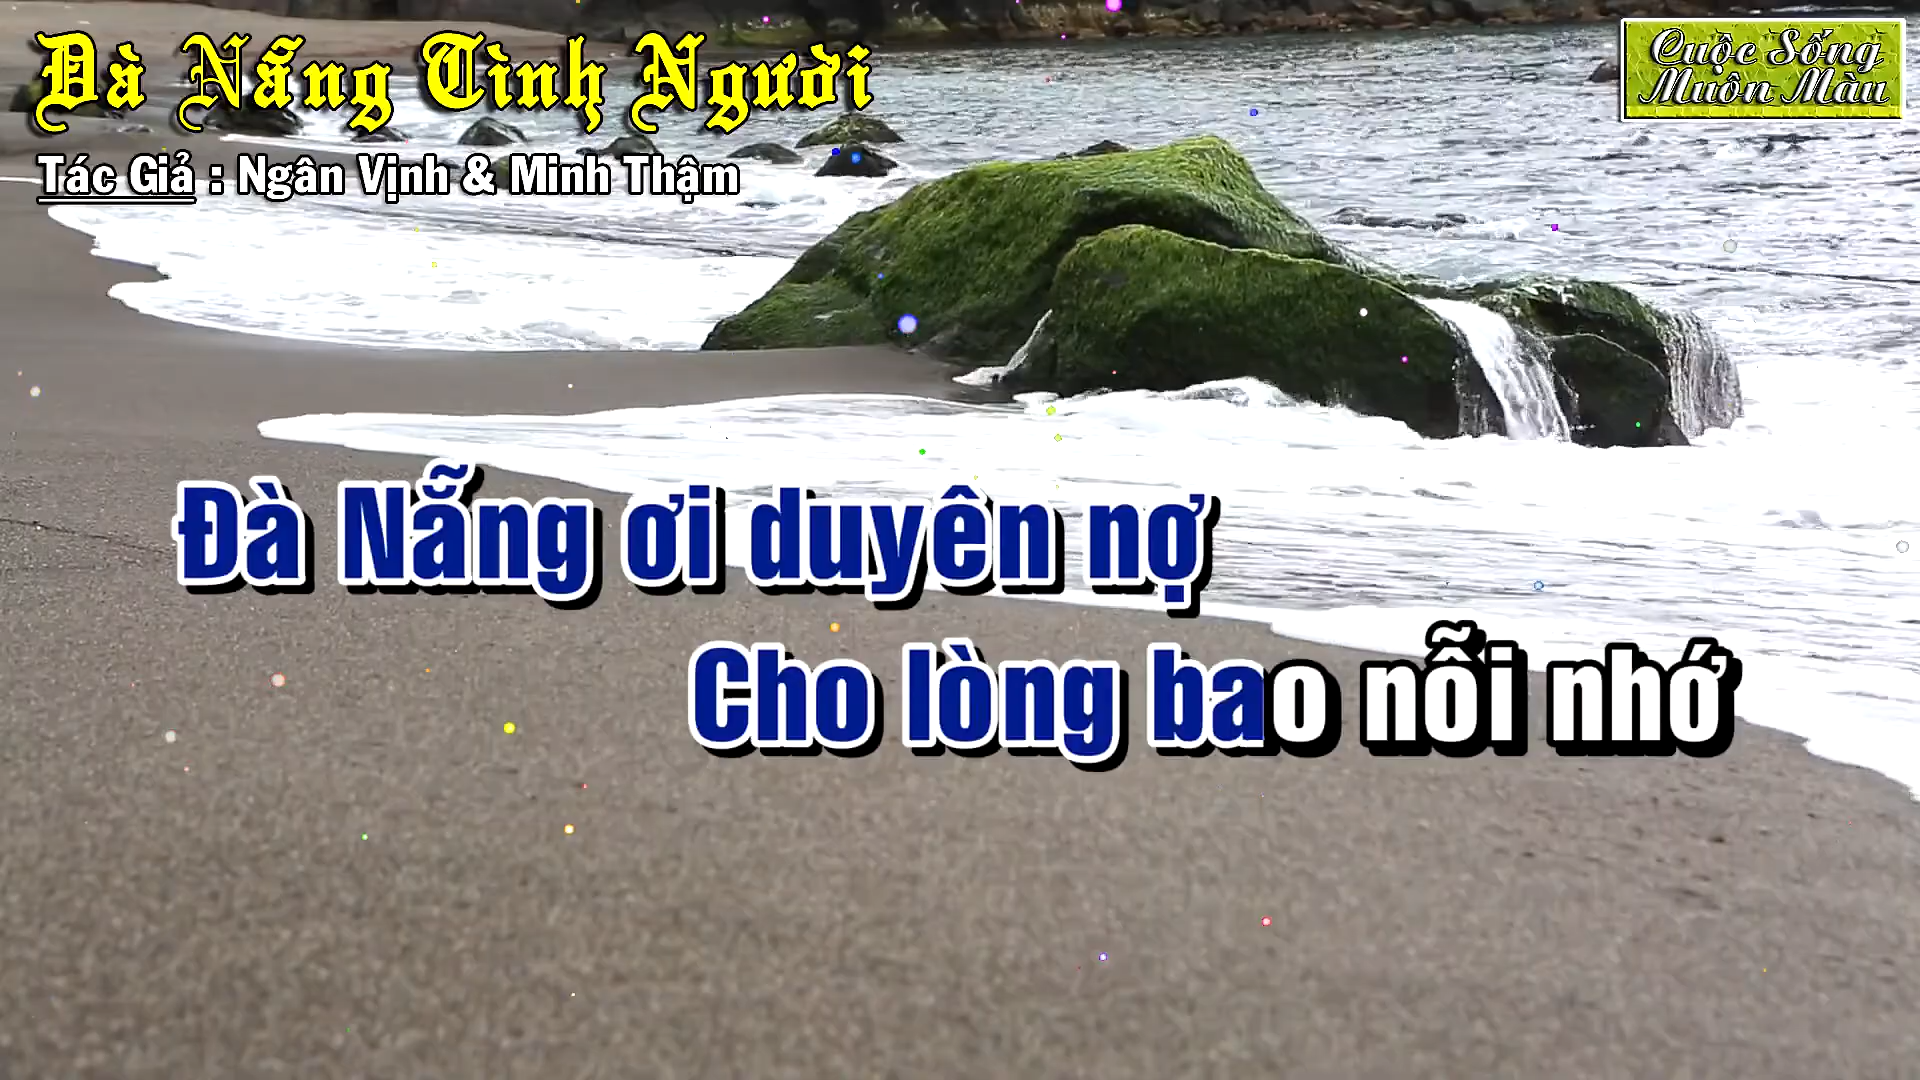 Đà Nẵng Tình Người
Cuộc Sống
Muôn Màu
Tác Giả : Ngân Vịnh & Minh Thậm
Đà Nẵng ơi duyên nợ
Cho lòng bao nỗi nhớ